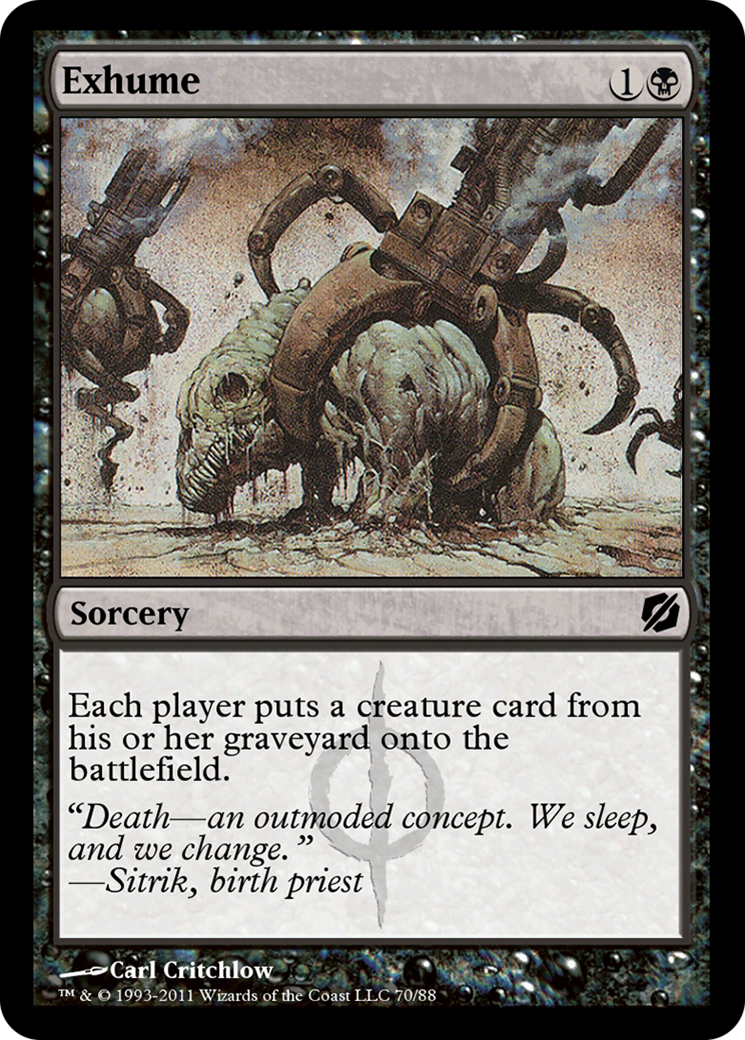 Exhume
1
Sorcery
Each player puts a creature card from
his or her graveyard onto the
battlefield.
“Death—an outmoded concept. We sleep,
and we change.”
—Sitrik, birth priest
Carl Critchlow
™ & © 1993-2011 Wizards of the Coast LLC 70/88